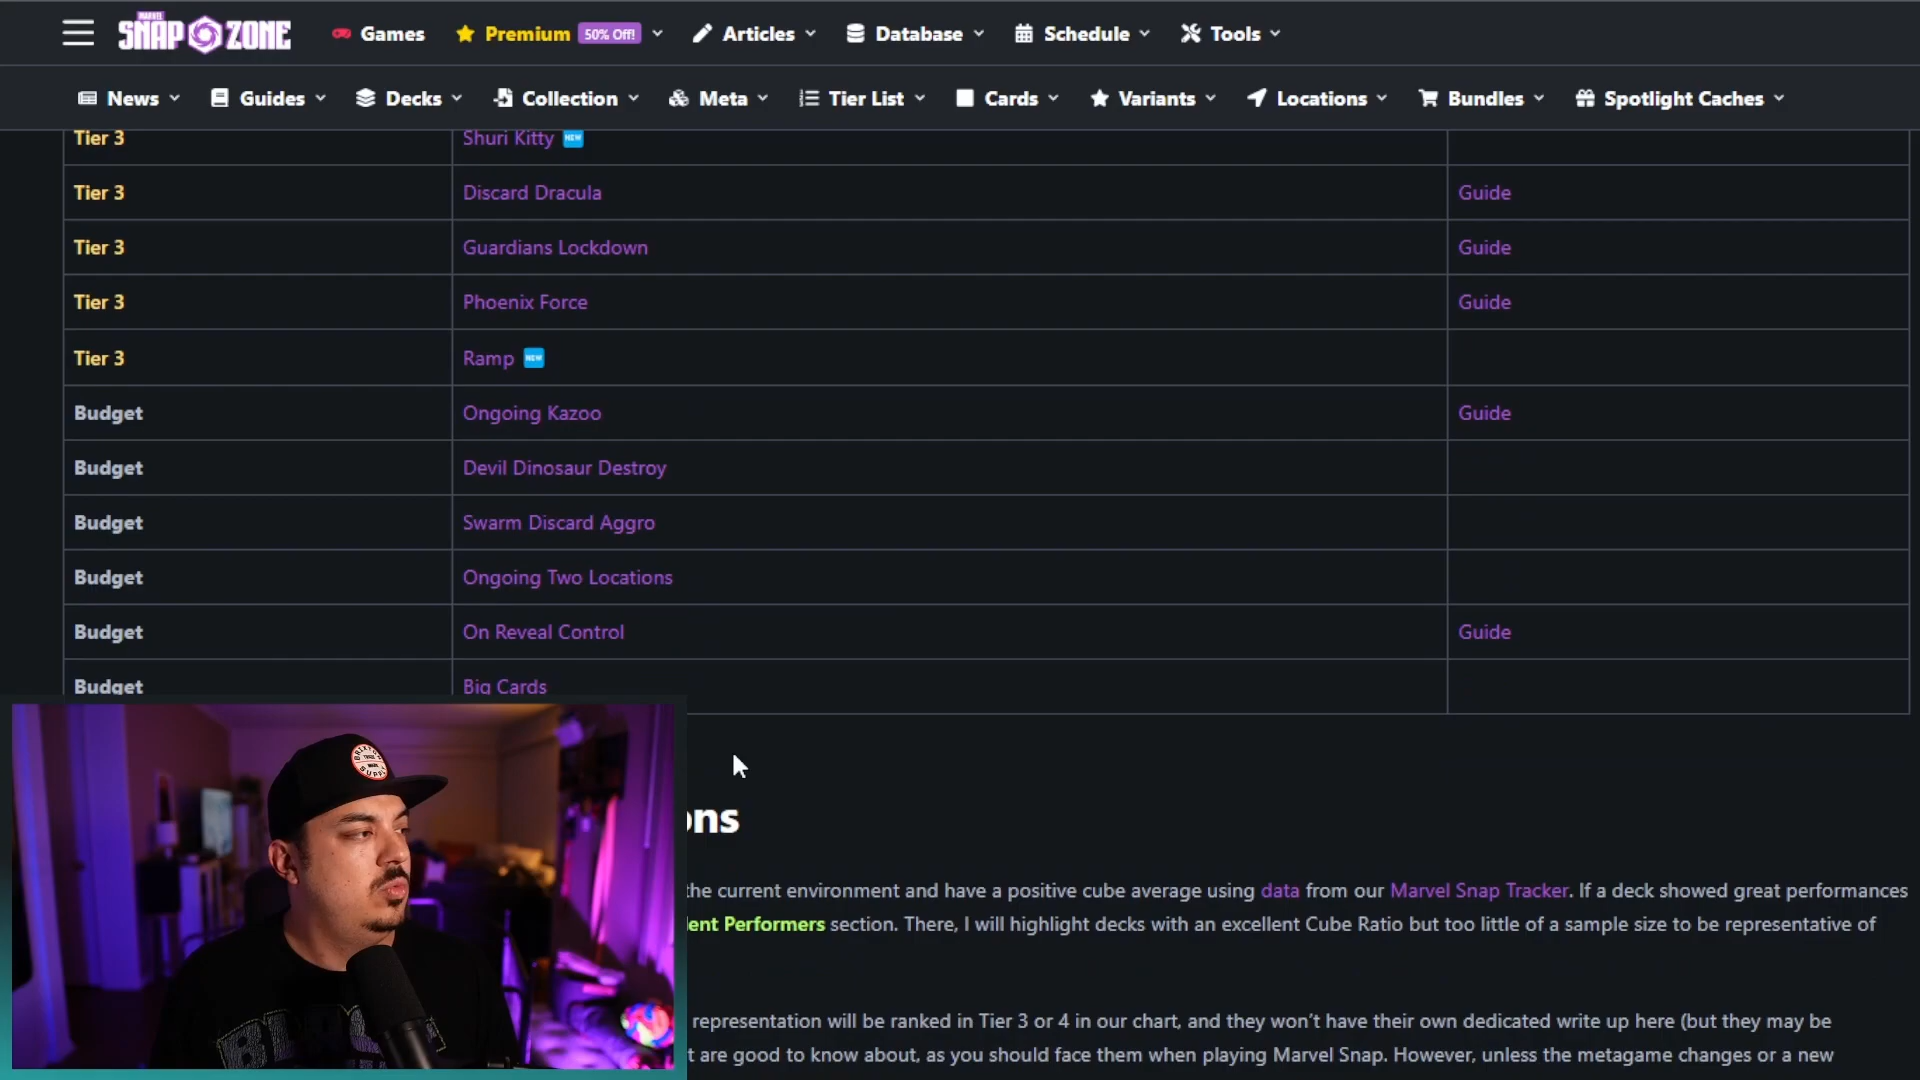 MARVEL
SNAP ZONE
Games
Premium 50% Off!
Articles
Database
Schedule
Tools
News
Guides
Decks
Collection
Meta
Tier List
Cards
Variants
Locations
Bundles
Spotlight Caches
Tier 3 Shuri Kitty NEW
Tier 3 Discard Dracula Guide
Tier 3 Guardians Lockdown Guide
Tier 3 Phoenix Force Guide
Tier 3 Ramp NEW
Budget Ongoing Kazoo Guide
Budget Devil Dinosaur Destroy
Budget Swarm Discard Aggro
Budget Ongoing Two Locations
Budget On Reveal Control Guide
Budget Big Cards
ons
the current environment and have a positive cube average using data from our Marvel Snap Tracker. If a deck showed great performances
ent Performers section. There, I will highlight decks with an excellent Cube Ratio but too little of a sample size to be representative of
representation will be ranked in Tier 3 or 4 in our chart, and they won't have their own dedicated write up here (but they may be
t are good to know about, as you should face them when playing Marvel Snap. However, unless the metagame changes or a new